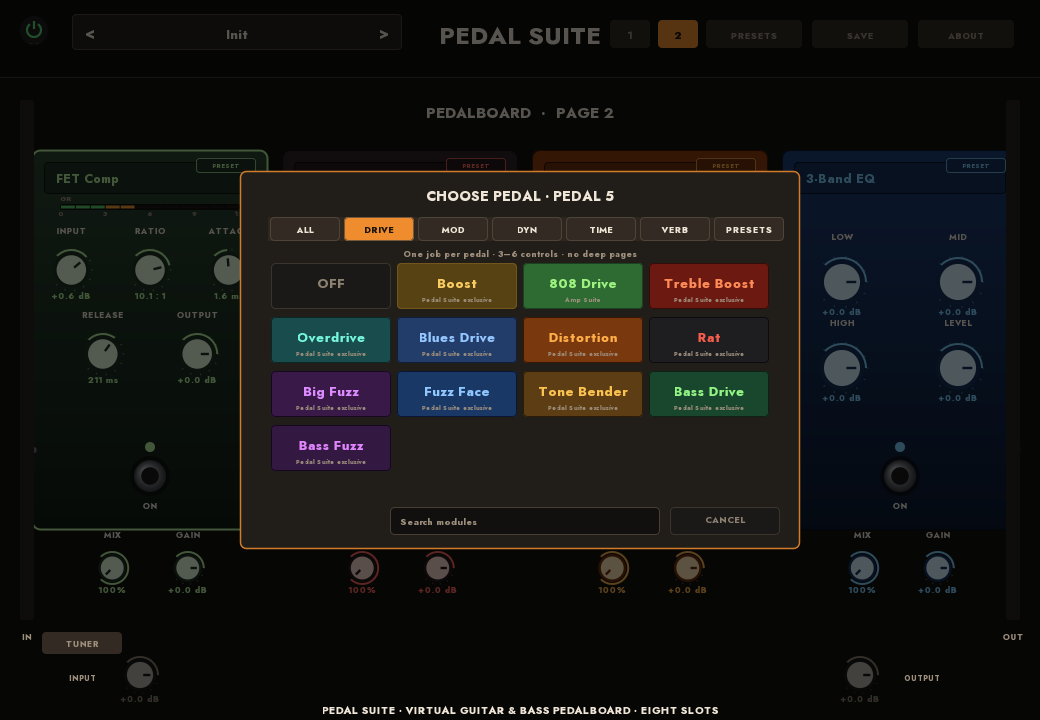 < Init >
PEDAL SUITE
1 2 PRESETS SAVE ABOUT
PEDALBOARD · PAGE 2
PRESET PRESET PRESET PRESET
FET Comp
3-Band EQ
CHOOSE PEDAL · PEDAL 5
ALL DRIVE MOD DYN TIME VERB PRESETS
One job per pedal · 3–6 controls · no deep pages
OFF
Boost
Pedal Suite exclusive
808 Drive
Amp Suite
Treble Boost
Pedal Suite exclusive
Overdrive
Pedal Suite exclusive
Blues Drive
Pedal Suite exclusive
Distortion
Pedal Suite exclusive
Rat
Pedal Suite exclusive
Big Fuzz
Pedal Suite exclusive
Fuzz Face
Pedal Suite exclusive
Tone Bender
Pedal Suite exclusive
Bass Drive
Pedal Suite exclusive
Bass Fuzz
Pedal Suite exclusive
Search modules
CANCEL
INPUT RATIO
+0.6 dB 10.1 : 1
RELEASE OUTPUT
211 ms +0.0 dB
ON
LOW MID
+0.0 dB +0.0 dB
HIGH LEVEL
+0.0 dB +0.0 dB
ON
MIX GAIN MIX GAIN
100% +0.0 dB 100% +0.0 dB 100% +0.0 dB 100% +0.0 dB
IN
TUNER
OUT
INPUT
+0.0 dB
OUTPUT
+0.0 dB
PEDAL SUITE · VIRTUAL GUITAR & BASS PEDALBOARD · EIGHT SLOTS